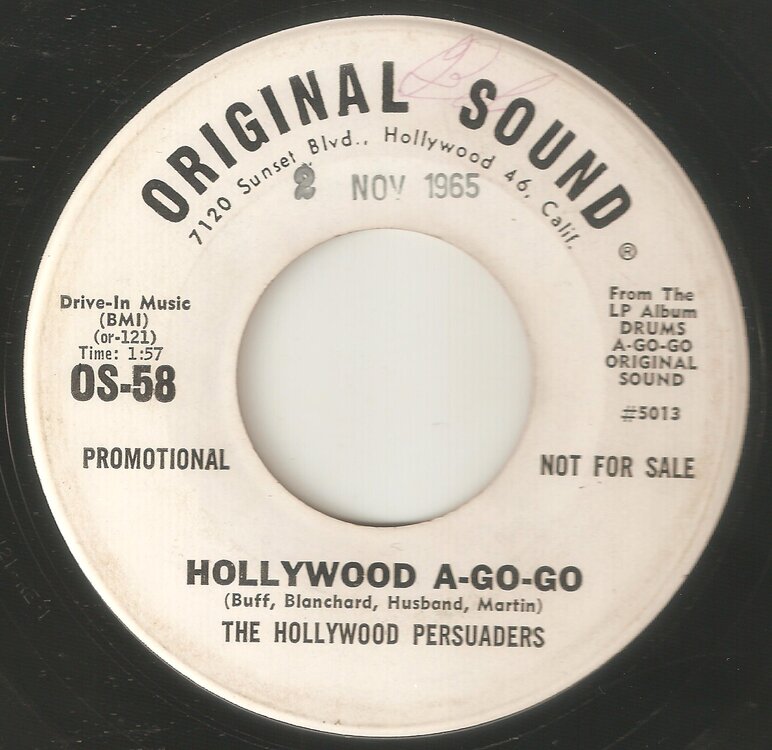 ORIGINAL SOUND ®
7120 Sunset Blvd., Hollywood 46, Calif.
2 NOV 1965
Drive-In Music
(BMI)
(or-121)
Time: 1:57
OS-58
From The
LP Album
DRUMS
A-GO-GO
ORIGINAL
SOUND
#5013
PROMOTIONAL
NOT FOR SALE
HOLLYWOOD A-GO-GO
(Buff, Blanchard, Husband, Martin)
THE HOLLYWOOD PERSUADERS